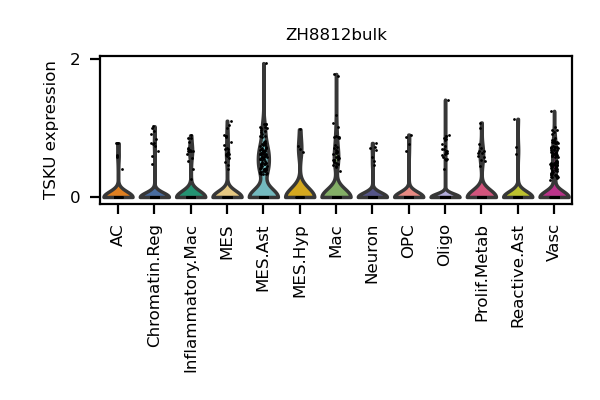 ZH8812bulk
TSKU expression
2
0
AC
Chromatin.Reg
Inflammatory.Mac
MES
MES.Ast
MES.Hyp
Mac
Neuron
OPC
Oligo
Prolif.Metab
Reactive.Ast
Vasc